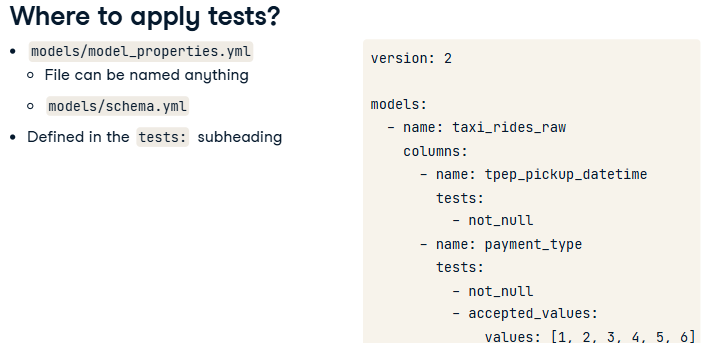 Where to apply tests?
• models/model_properties.yml
○ File can be named anything
○ models/schema.yml
• Defined in the tests: subheading
version: 2
models:
- name: taxi_rides_raw
columns:
- name: tpep_pickup_datetime
tests:
- not_null
- name: payment_type
tests:
- not_null
- accepted_values:
values: [1, 2, 3, 4, 5, 6]